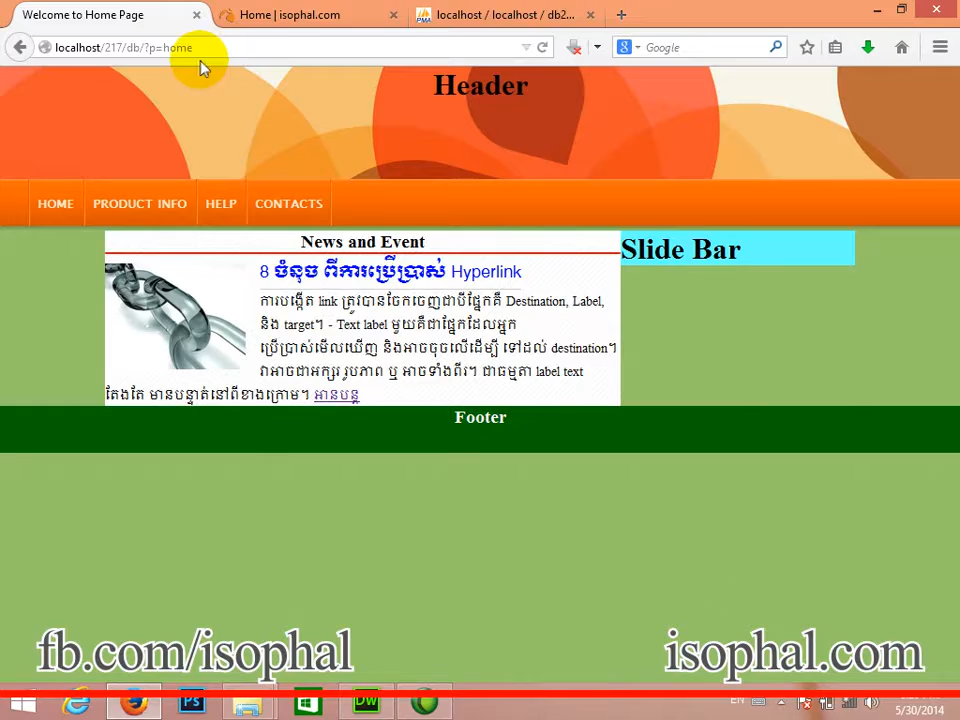 Welcome to Home Page
Home | isophal.com
localhost / localhost / db2...
localhost/217/db/?p=home
Google
Header
HOME
PRODUCT INFO
HELP
CONTACTS
News and Event
Slide Bar
8 ចំនុច ពីការប្រើប្រាស់ Hyperlink
ការបង្កើត link ត្រូវបានចែកចេញជាបីផ្នែកគឺ Destination, Label,
និង target។ - Text label មួយគឺជាផ្នែកដែលអ្នក
ប្រើប្រាស់មើលឃើញ និងអាចចុចលើដើម្បី ទៅដល់ destination។
វាអាចជាអក្សរ រូបភាព ឬ អាចទាំងពីរ។ ជាធម្មតា label text
តែងតែ មានបន្ទាត់នៅពីខាងក្រោម។ អានបន្ត
Footer
fb.com/isophal
isophal.com
EN
5/30/2014